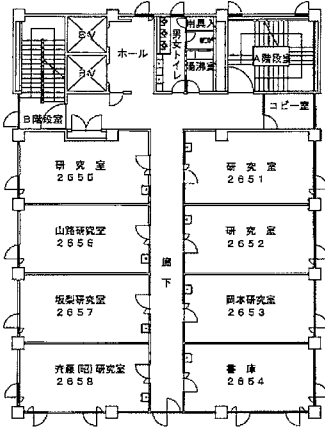 EV
EV
ホール
男女トイレ
用具入
湯沸室
A階段室
B階段室
コピー室
研究室
2655
研究室
2651
山路研究室
2656
研究室
2652
廊下
坂梨研究室
2657
岡本研究室
2653
斉藤(昭)研究室
2658
書庫
2654